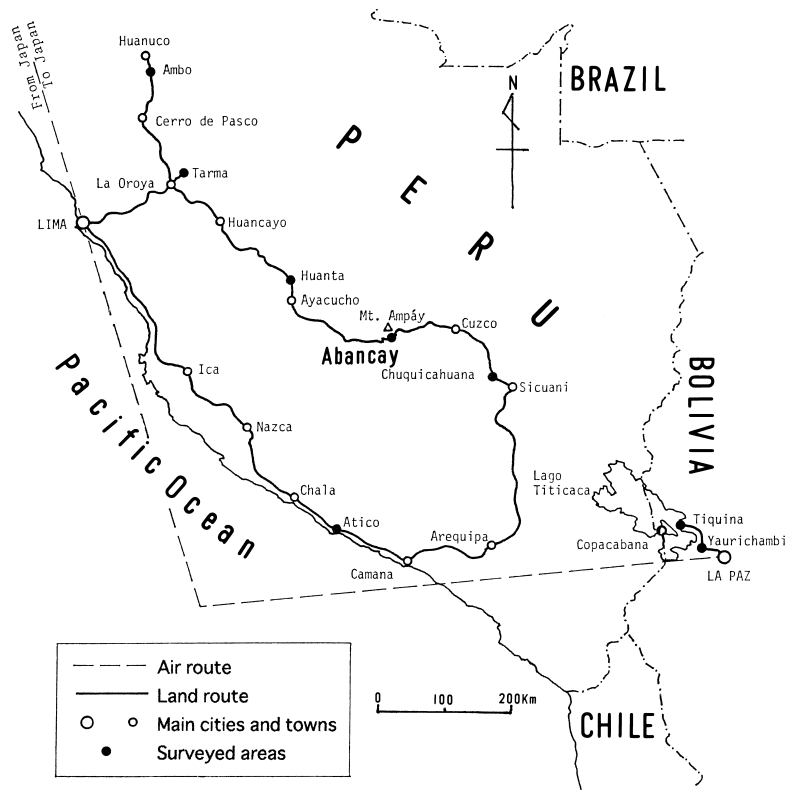 From Japan
To Japan
Huanuco
Ambo
Cerro de Pasco
La Oroya
Tarma
LIMA
Huancayo
Huanta
Ayacucho
Mt. Ampáy
Abancay
Cuzco
Chuquicahuana
Sicuani
Ica
Nazca
Chala
Atico
Camana
Arequipa
Lago
Titicaca
Copacabana
Tiquina
Yaurichambi
LA PAZ
N
BRAZIL
PERU
BOLIVIA
Pacific Ocean
CHILE
0 100 200Km
Air route
Land route
Main cities and towns
Surveyed areas